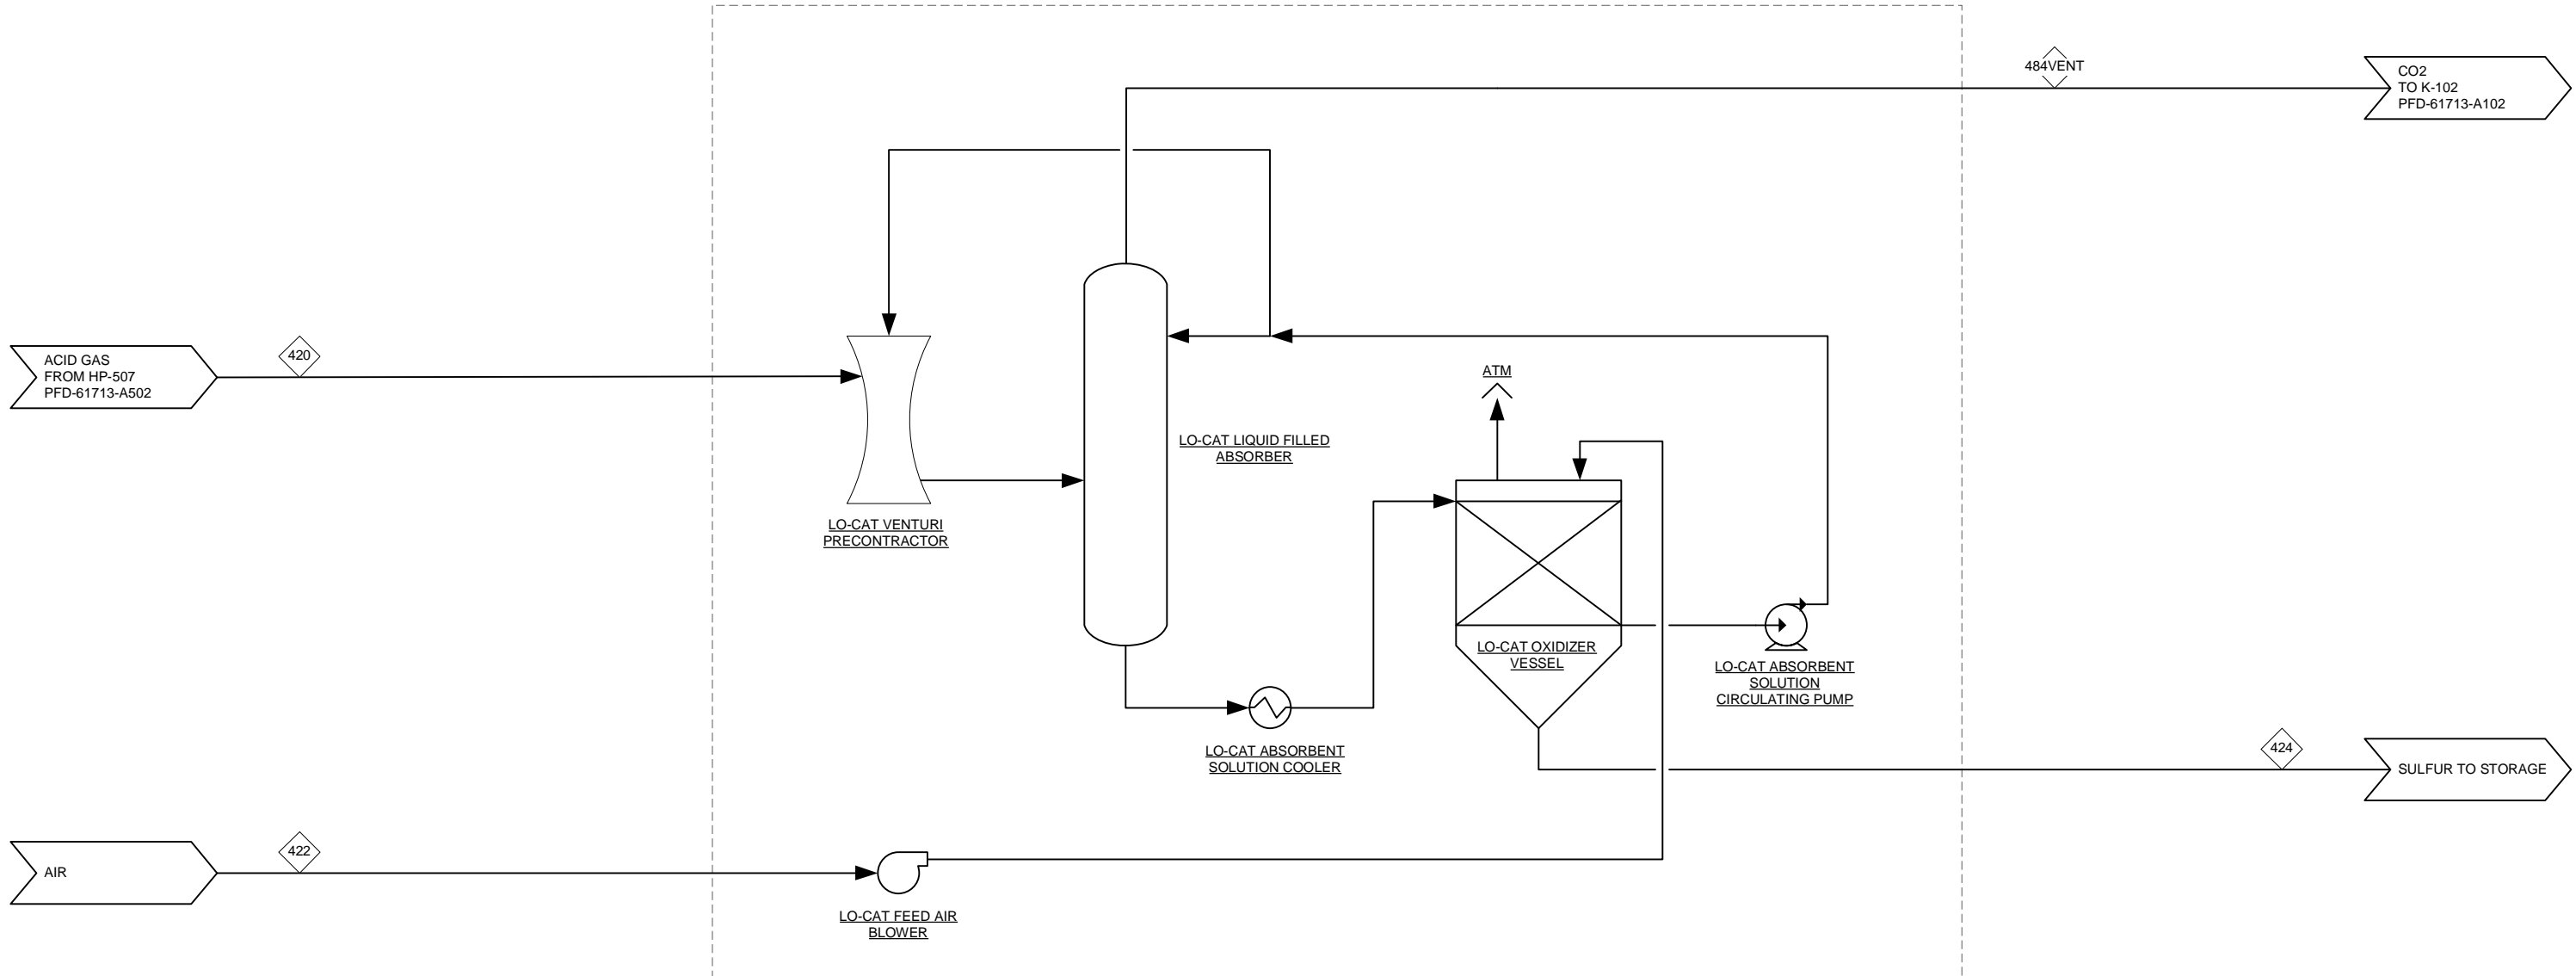 484VENT
CO2
TO K-102
PFD-61713-A102
420
ACID GAS
FROM HP-507
PFD-61713-A502
ATM
LO-CAT LIQUID FILLED
ABSORBER
LO-CAT VENTURI
PRECONTRACTOR
LO-CAT OXIDIZER
VESSEL
LO-CAT ABSORBENT
SOLUTION
CIRCULATING PUMP
LO-CAT ABSORBENT
SOLUTION COOLER
424
SULFUR TO STORAGE
422
AIR
LO-CAT FEED AIR
BLOWER